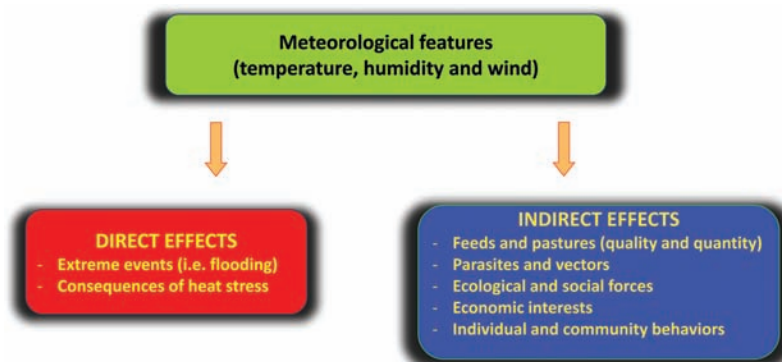 Meteorological features
(temperature, humidity and wind)
DIRECT EFFECTS
- Extreme events (i.e. flooding)
- Consequences of heat stress
INDIRECT EFFECTS
- Feeds and pastures (quality and quantity)
- Parasites and vectors
- Ecological and social forces
- Economic interests
- Individual and community behaviors